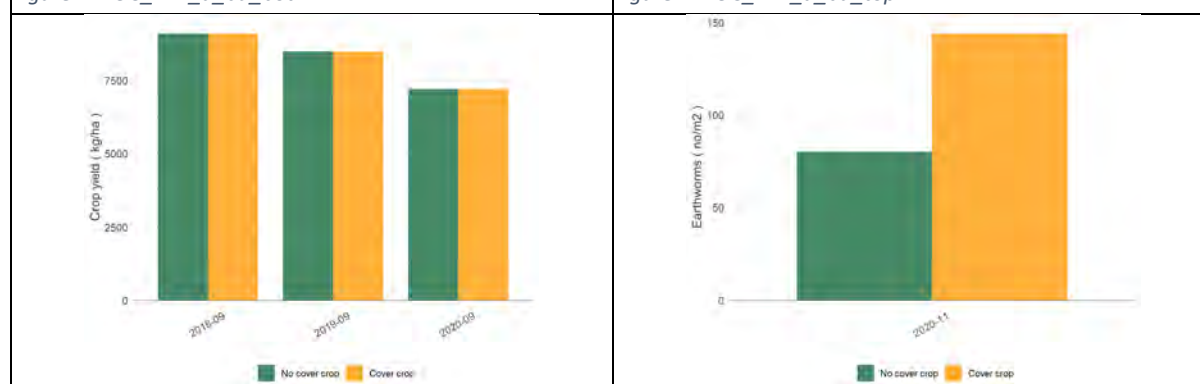 Crop yield ( kg/ha )
7500
5000
2500
0
2018-09
2019-09
2020-09
No cover crop
Cover crop
Earthworms ( no/m2 )
150
100
50
0
2020-11
No cover crop
Cover crop